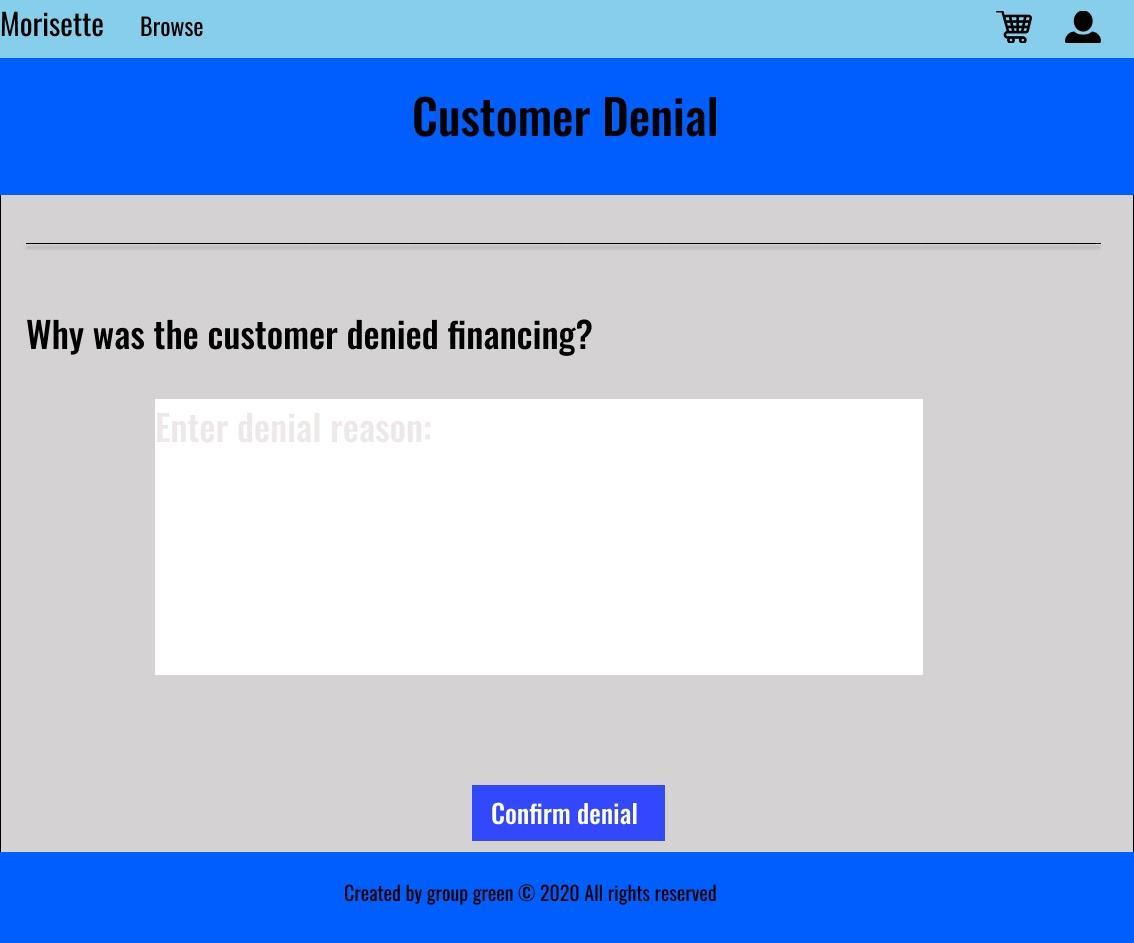 Morisette Browse
Customer Denial
Why was the customer denied financing?
Enter denial reason:
Confirm denial
Created by group green © 2020 All rights reserved